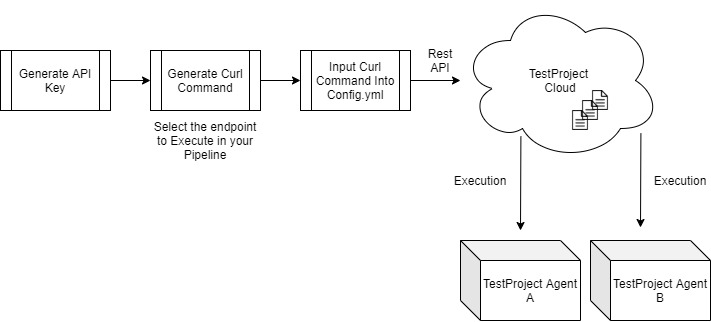 Generate API
Key
Generate Curl
Command
Select the endpoint
to Execute in your
Pipeline
Input Curl
Command Into
Config.yml
Rest
API
TestProject
Cloud
Execution
Execution
TestProject Agent
A
TestProject Agent
B